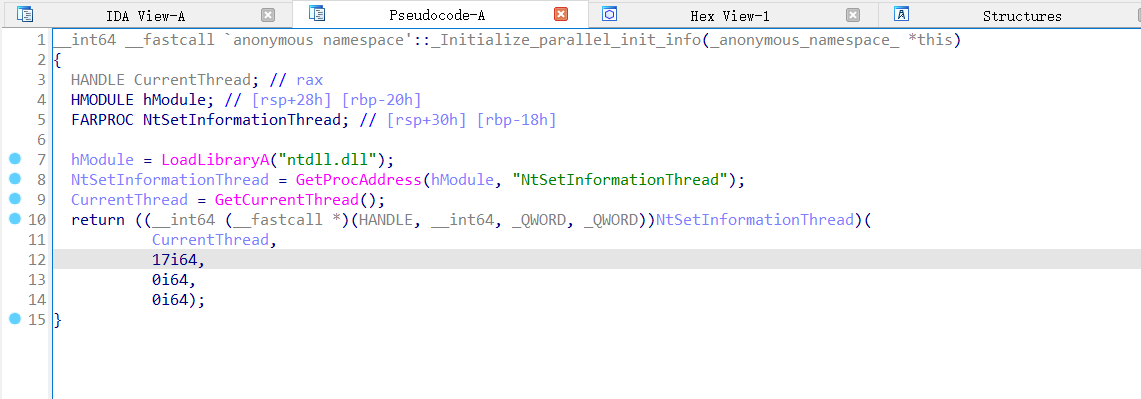 IDA View-A Pseudocode-A Hex View-1 Structures
1 __int64 __fastcall `anonymous namespace'::_Initialize_parallel_init_info(_anonymous_namespace_ *this)
2 {
3 HANDLE CurrentThread; // rax
4 HMODULE hModule; // [rsp+28h] [rbp-20h]
5 FARPROC NtSetInformationThread; // [rsp+30h] [rbp-18h]
6
7 hModule = LoadLibraryA("ntdll.dll");
8 NtSetInformationThread = GetProcAddress(hModule, "NtSetInformationThread");
9 CurrentThread = GetCurrentThread();
10 return ((__int64 (__fastcall *)(HANDLE, __int64, _QWORD, _QWORD))NtSetInformationThread)(
11 CurrentThread,
12 17i64,
13 0i64,
14 0i64);
15 }